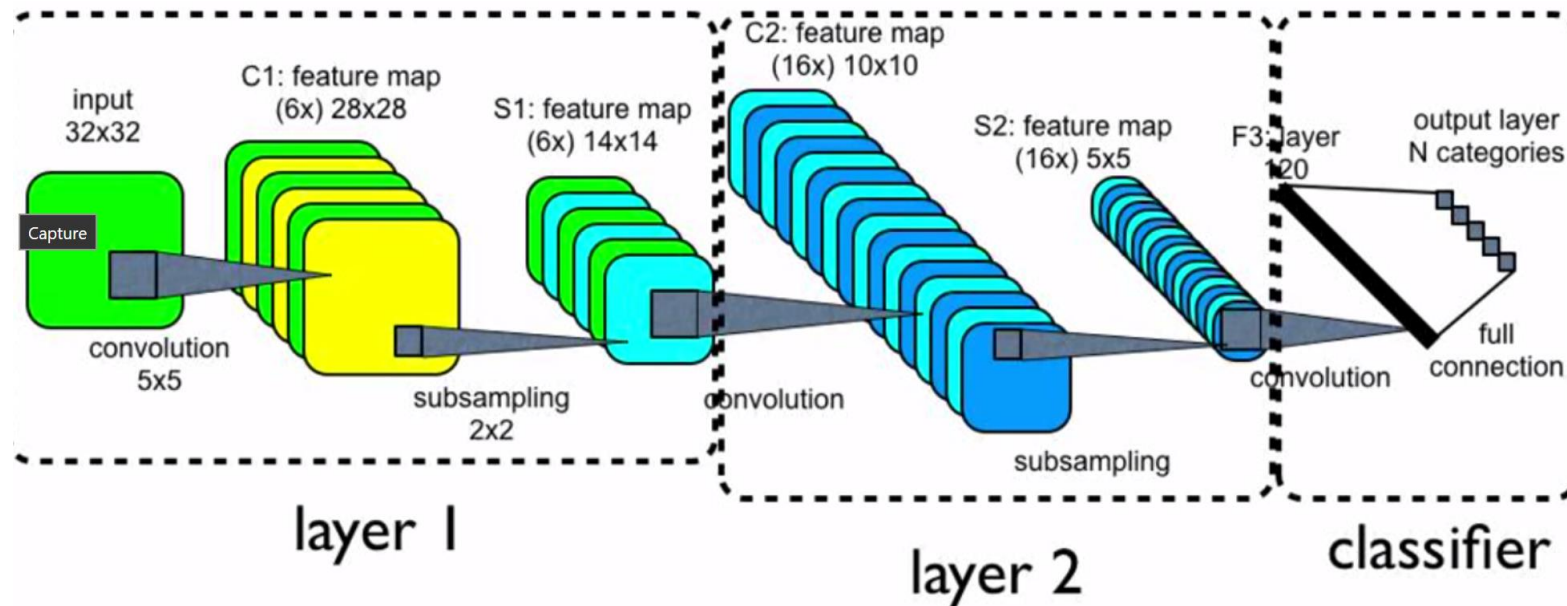 input
32x32
Capture
convolution
5x5
C1: feature map
(6x) 28x28
subsampling
2x2
S1: feature map
(6x) 14x14
convolution
C2: feature map
(16x) 10x10
subsampling
S2: feature map
(16x) 5x5
convolution
F3: layer
120
output layer
N categories
full
connection
layer 1
layer 2
classifier